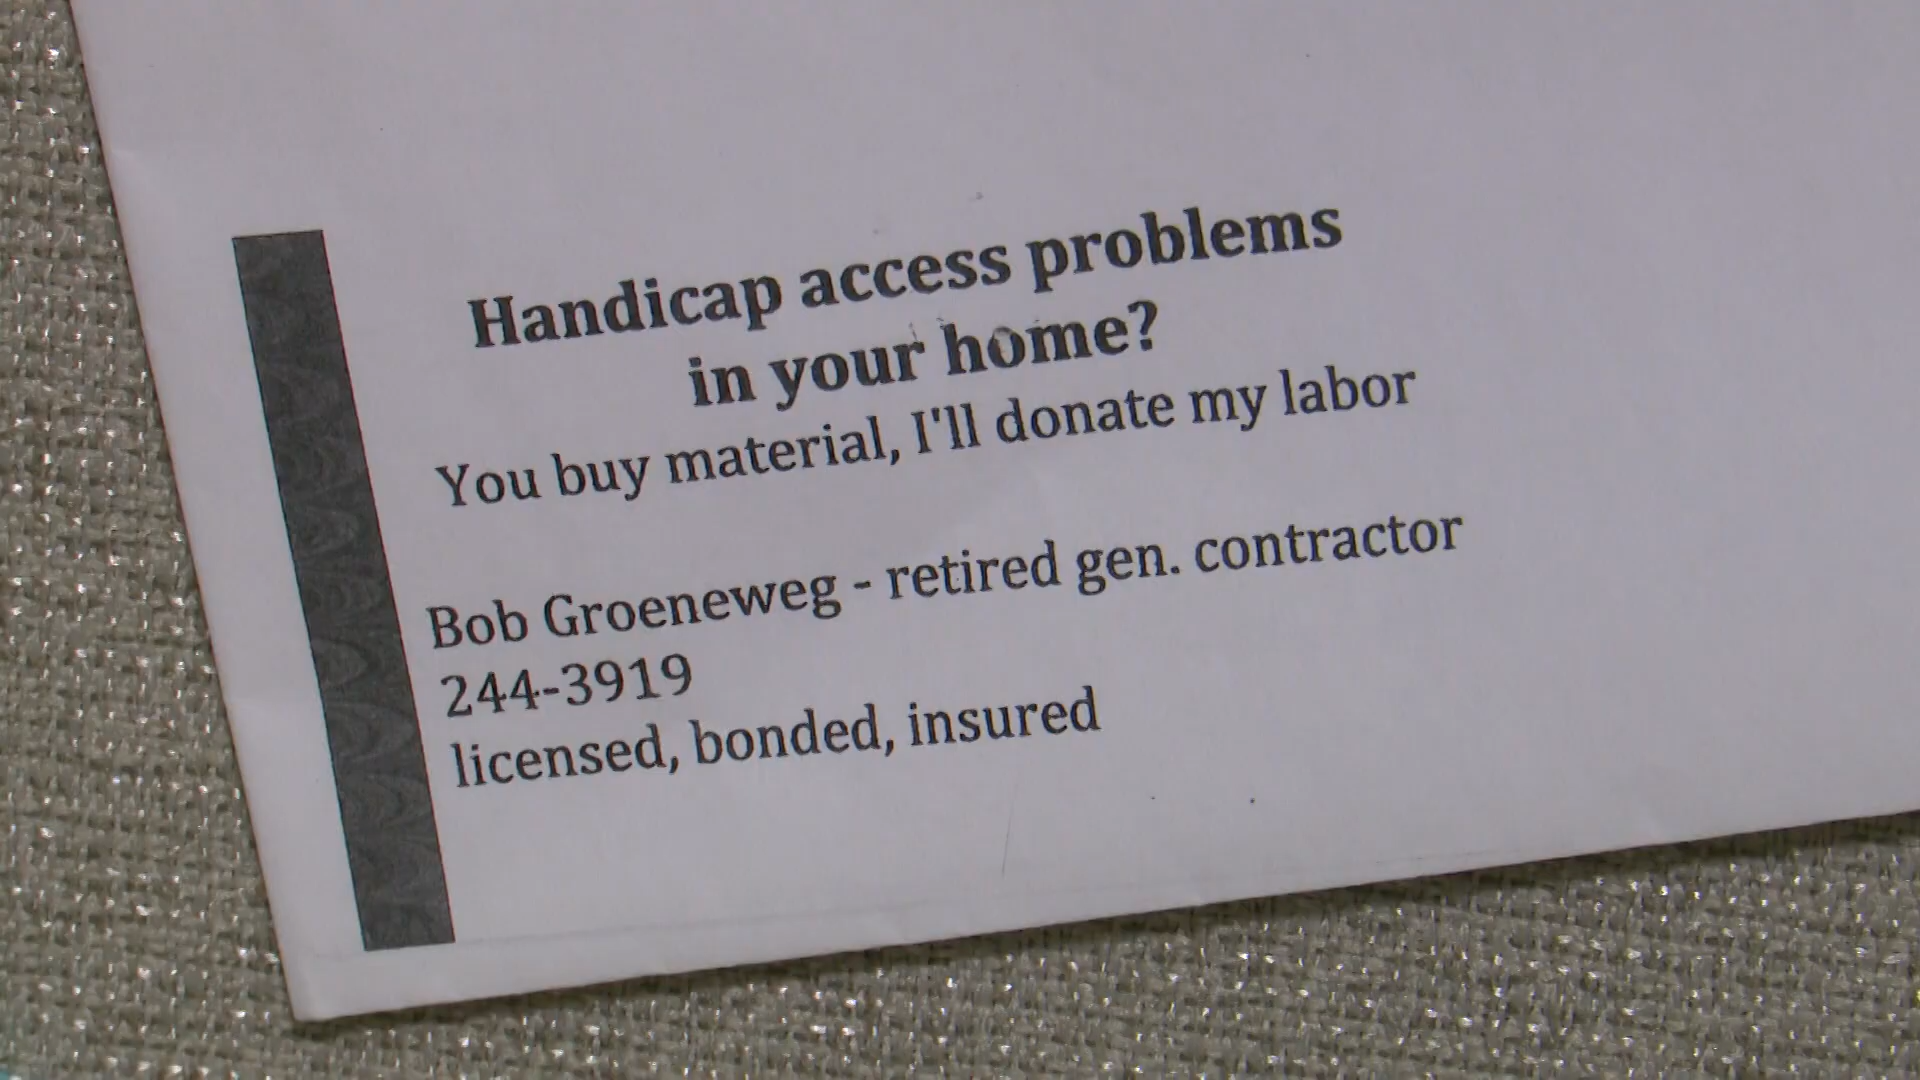 Handicap access problems
in your home?
You buy material, I'll donate my labor
Bob Groeneweg - retired gen. contractor
244-3919
licensed, bonded, insured